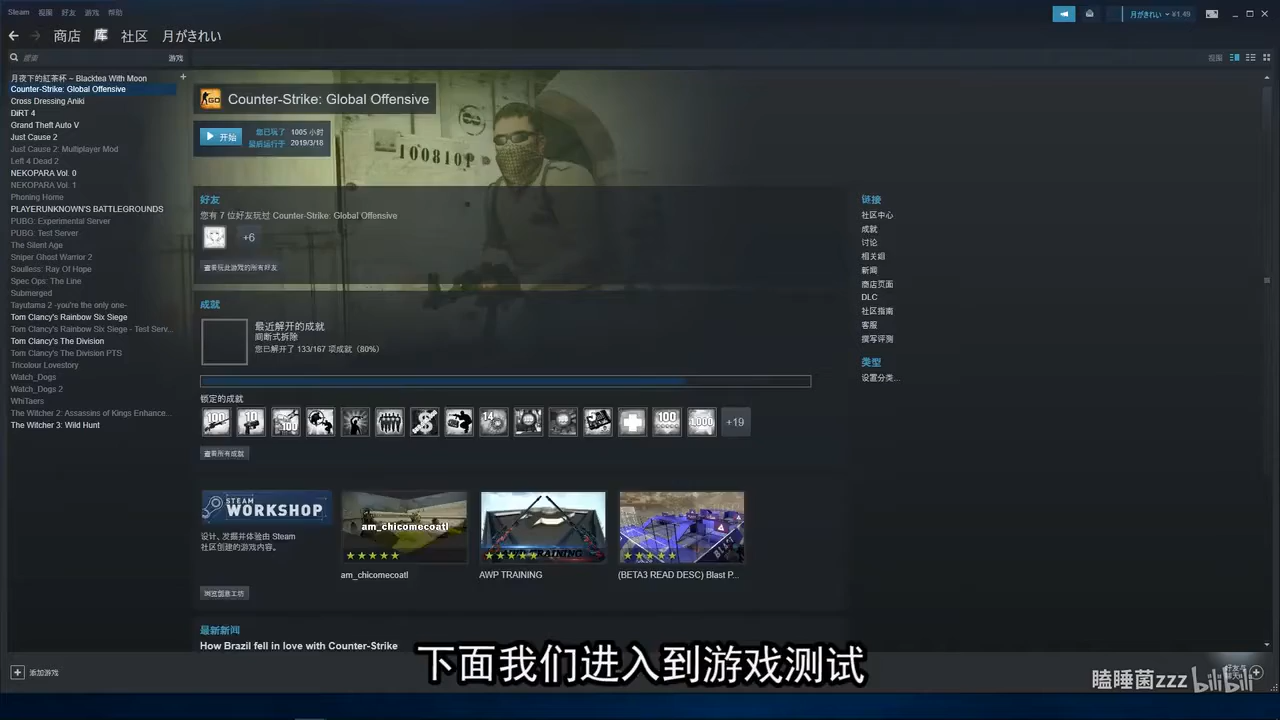 Steam 视图 好友 游戏 帮助
月がきれい ¥1.49
商店 库 社区 月がきれい
搜索 游戏
视图
月夜下的紅茶杯 ~ Blacktea With Moon
Counter-Strike: Global Offensive
Cross Dressing Aniki
DiRT 4
Grand Theft Auto V
Just Cause 2
Just Cause 2: Multiplayer Mod
Left 4 Dead 2
NEKOPARA Vol. 0
NEKOPARA Vol. 1
Phoning Home
PLAYERUNKNOWN'S BATTLEGROUNDS
PUBG: Experimental Server
PUBG: Test Server
The Silent Age
Sniper Ghost Warrior 2
Soulless: Ray Of Hope
Spec Ops: The Line
Submerged
Tayutama 2 -you're the only one-
Tom Clancy's Rainbow Six Siege
Tom Clancy's Rainbow Six Siege - Test Serv...
Tom Clancy's The Division
Tom Clancy's The Division PTS
Tricolour Lovestory
Watch_Dogs
Watch_Dogs 2
WhiTaers
The Witcher 2: Assassins of Kings Enhance...
The Witcher 3: Wild Hunt
添加游戏
GO Counter-Strike: Global Offensive
开始
您已玩了 1005 小时
最后运行于 2019/3/18
好友
您有 7 位好友玩过 Counter-Strike: Global Offensive
+6
查看玩此游戏的所有好友
成就
最近解开的成就
间断式拆除
您已解开了 133/167 项成就（80%）
锁定的成就
+19
查看所有成就
STEAM
WORKSHOP
设计、发掘并体验由 Steam
社区创建的游戏内容。
浏览创意工坊
am_chicomecoatl
am_chicomecoatl
AWP TRAINING
AWP TRAINING
(BETA3 READ DESC) Blast P...
最新新闻
How Brazil fell in love with Counter-Strike
链接
社区中心
成就
讨论
相关组
新闻
商店页面
DLC
社区指南
客服
撰写评测
类型
设置分类...
下面我们进入到游戏测试
瞌睡菌zzz bilibili